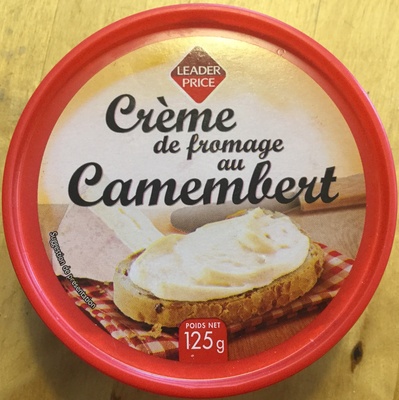 LEADER
PRICE
Crème
de fromage
au
Camembert
Suggestion de présentation
POIDS NET
125g